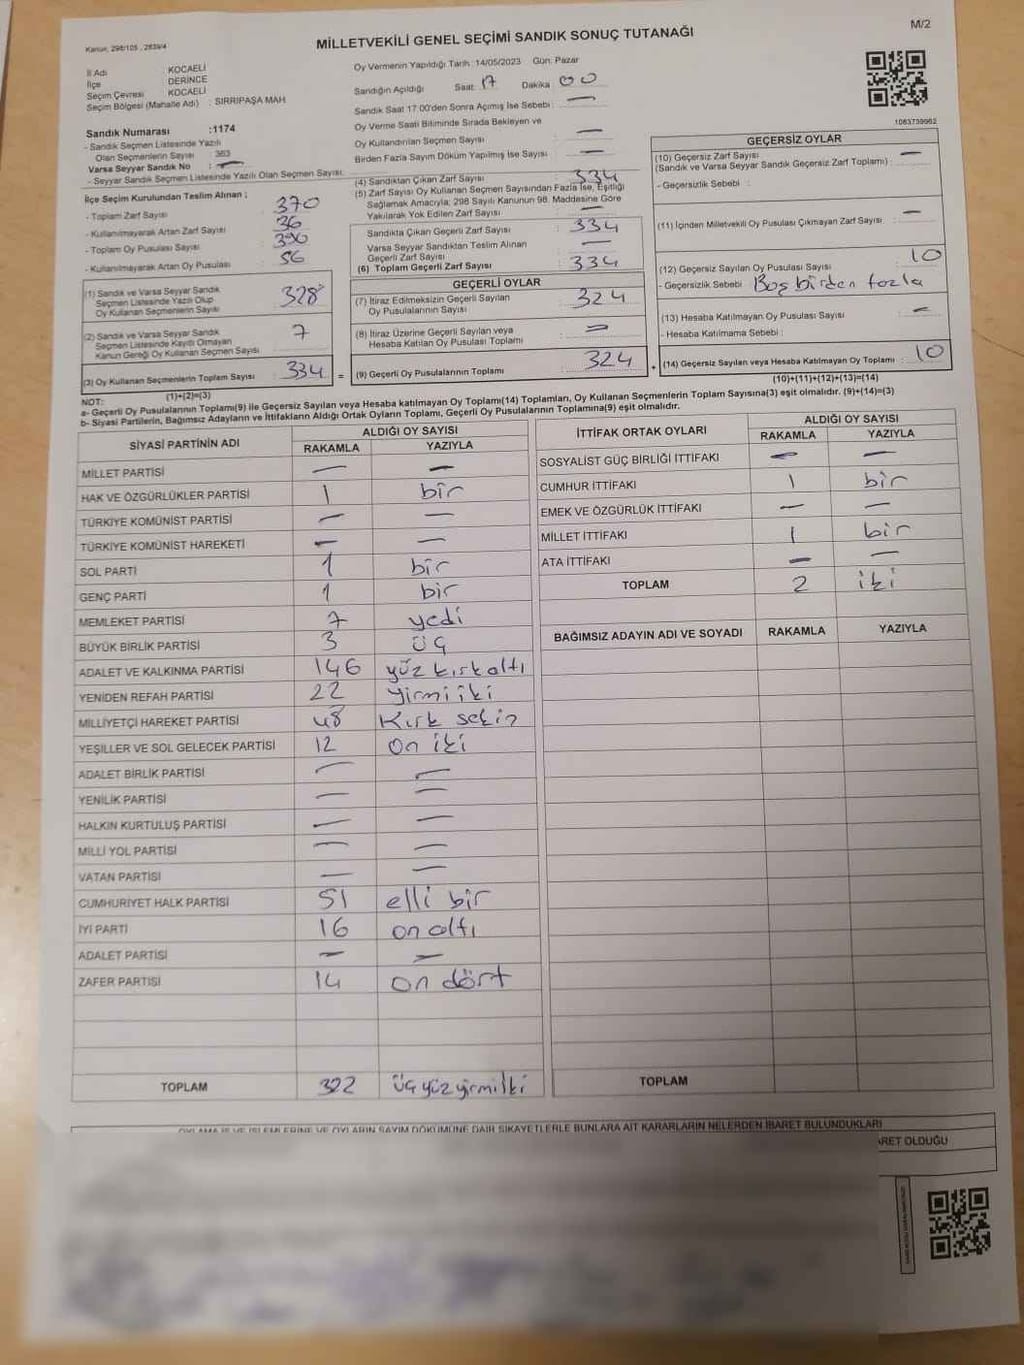 Kanun, 298/105 , 2839/4
MİLLETVEKİLİ GENEL SEÇİMİ SANDIK SONUÇ TUTANAĞI
M/2
İl Adı : KOCAELİ
İlçe : DERİNCE
Seçim Çevresi : KOCAELİ
Seçim Bölgesi (Mahalle Adı) : SIRRIPAŞA MAH
Sandık Numarası :1174
- Sandık Seçmen Listesinde Yazılı
Olan Seçmenlerin Sayısı : 363
Varsa Seyyar Sandık No : —
- Seyyar Sandık Seçmen Listesinde Yazılı Olan Seçmen Sayısı:
Oy Vermenin Yapıldığı Tarih :14/05/2023 Gün: Pazar
Sandığın Açıldığı Saat: 17 Dakika : 00
Sandık Saat 17 00'den Sonra Açımış İse Sebebi : —
Oy Verme Saati Bitiminde Sırada Bekleyen ve
Oy Kullandırılan Seçmen Sayısı : —
Birden Fazla Sayım Döküm Yapılmış İse Sayısı : —
1083739962
İlçe Seçim Kurulundan Teslim Alınan ;
- Toplam Zarf Sayısı : 370
- Kullanılmayarak Artan Zarf Sayısı : 36
- Toplam Oy Pusulası Sayısı : 390
- Kullanılmayarak Artan Oy Pusulası : 56
(1) Sandık ve Varsa Seyyar Sandık
Seçmen Listesinde Yazılı Olup
Oy Kullanan Seçmenlerin Sayısı : 328
(2) Sandık ve Varsa Seyyar Sandık
Seçmen Listesinde Kayıtlı Olmayan
Kanun Gereği Oy Kullanan Seçmen Sayısı : 7
(3) Oy Kullanan Seçmenlerin Toplam Sayısı : 334 =
(1)+(2)=(3)
(4) Sandıktan Çıkan Zarf Sayısı : 334
(5) Zarf Sayısı Oy Kullanan Seçmen Sayısından Fazla İse, Eşitliği
Sağlamak Amacıyla; 298 Sayılı Kanunun 98. Maddesine Göre
Yakılarak Yok Edilen Zarf Sayısı : —
Sandıkta Çıkan Geçerli Zarf Sayısı : 334
Varsa Seyyar Sandıktan Teslim Alınan
Geçerli Zarf Sayısı : —
(6) Toplam Geçerli Zarf Sayısı : 334
GEÇERLİ OYLAR
(7) İtiraz Edilmeksizin Geçerli Sayılan
Oy Pusulalarının Sayısı : 324
(8) İtiraz Üzerine Geçerli Sayılan veya
Hesaba Katılan Oy Pusulası Toplamı : —
(9) Geçerli Oy Pusulalarının Toplamı : 324 +
GEÇERSİZ OYLAR
(10) Geçersiz Zarf Sayısı
(Sandık ve Varsa Seyyar Sandık Geçersiz Zarf Toplamı) : —
- Geçersizlik Sebebi :
(11) İçinden Milletvekili Oy Pusulası Çıkmayan Zarf Sayısı : —
(12) Geçersiz Sayılan Oy Pusulası Sayısı : 10
- Geçersizlik Sebebi : Boş birden fazla
(13) Hesaba Katılmayan Oy Pusulası Sayısı : —
- Hesaba Katılmama Sebebi :
(14) Geçersiz Sayılan veya Hesaba Katılmayan Oy Toplamı : 10
(10)+(11)+(12)+(13)=(14)
NOT:
a- Geçerli Oy Pusulalarının Toplamı(9) ile Geçersiz Sayılan veya Hesaba katılmayan Oy Toplamı(14) Toplamları, Oy Kullanan Seçmenlerin Toplam Sayısına(3) eşit olmalıdır. (9)+(14)=(3)
b- Siyasi Partilerin, Bağımsız Adayların ve İttifakların Aldığı Ortak Oyların Toplamı, Geçerli Oy Pusulalarının Toplamına(9) eşit olmalıdır.
SİYASİ PARTİNİN ADI ALDIĞI OY SAYISI
RAKAMLA YAZIYLA
MİLLET PARTİSİ — —
HAK VE ÖZGÜRLÜKLER PARTİSİ 1 bir
TÜRKİYE KOMÜNİST PARTİSİ — —
TÜRKİYE KOMÜNİST HAREKETİ — —
SOL PARTİ 1 bir
GENÇ PARTİ 1 bir
MEMLEKET PARTİSİ 7 yedi
BÜYÜK BİRLİK PARTİSİ 3 üç
ADALET VE KALKINMA PARTİSİ 146 yüz kırkaltı
YENİDEN REFAH PARTİSİ 22 yirmiiki
MİLLİYETÇİ HAREKET PARTİSİ 48 Kırk sekiz
YEŞİLLER VE SOL GELECEK PARTİSİ 12 on iki
ADALET BİRLİK PARTİSİ — —
YENİLİK PARTİSİ — —
HALKIN KURTULUŞ PARTİSİ — —
MİLLİ YOL PARTİSİ — —
VATAN PARTİSİ — —
CUMHURİYET HALK PARTİSİ 51 elli bir
İYİ PARTİ 16 on altı
ADALET PARTİSİ — —
ZAFER PARTİSİ 14 on dört
TOPLAM 322 üç yüz yirmi iki
İTTİFAK ORTAK OYLARI ALDIĞI OY SAYISI
RAKAMLA YAZIYLA
SOSYALİST GÜÇ BİRLİĞİ İTTİFAKI — —
CUMHUR İTTİFAKI 1 bir
EMEK VE ÖZGÜRLÜK İTTİFAKI — —
MİLLET İTTİFAKI 1 bir
ATA İTTİFAKI — —
TOPLAM 2 iki
BAĞIMSIZ ADAYIN ADI VE SOYADI RAKAMLA YAZIYLA
TOPLAM
OYLAMA İŞ VE İŞLEMLERİNE VE OYLARIN SAYIM DÖKÜMÜNE DAİR ŞİKAYETLERLE BUNLARA AİT KARARLARIN NELERDEN İBARET BULUNDUKLARI
OLDUĞU